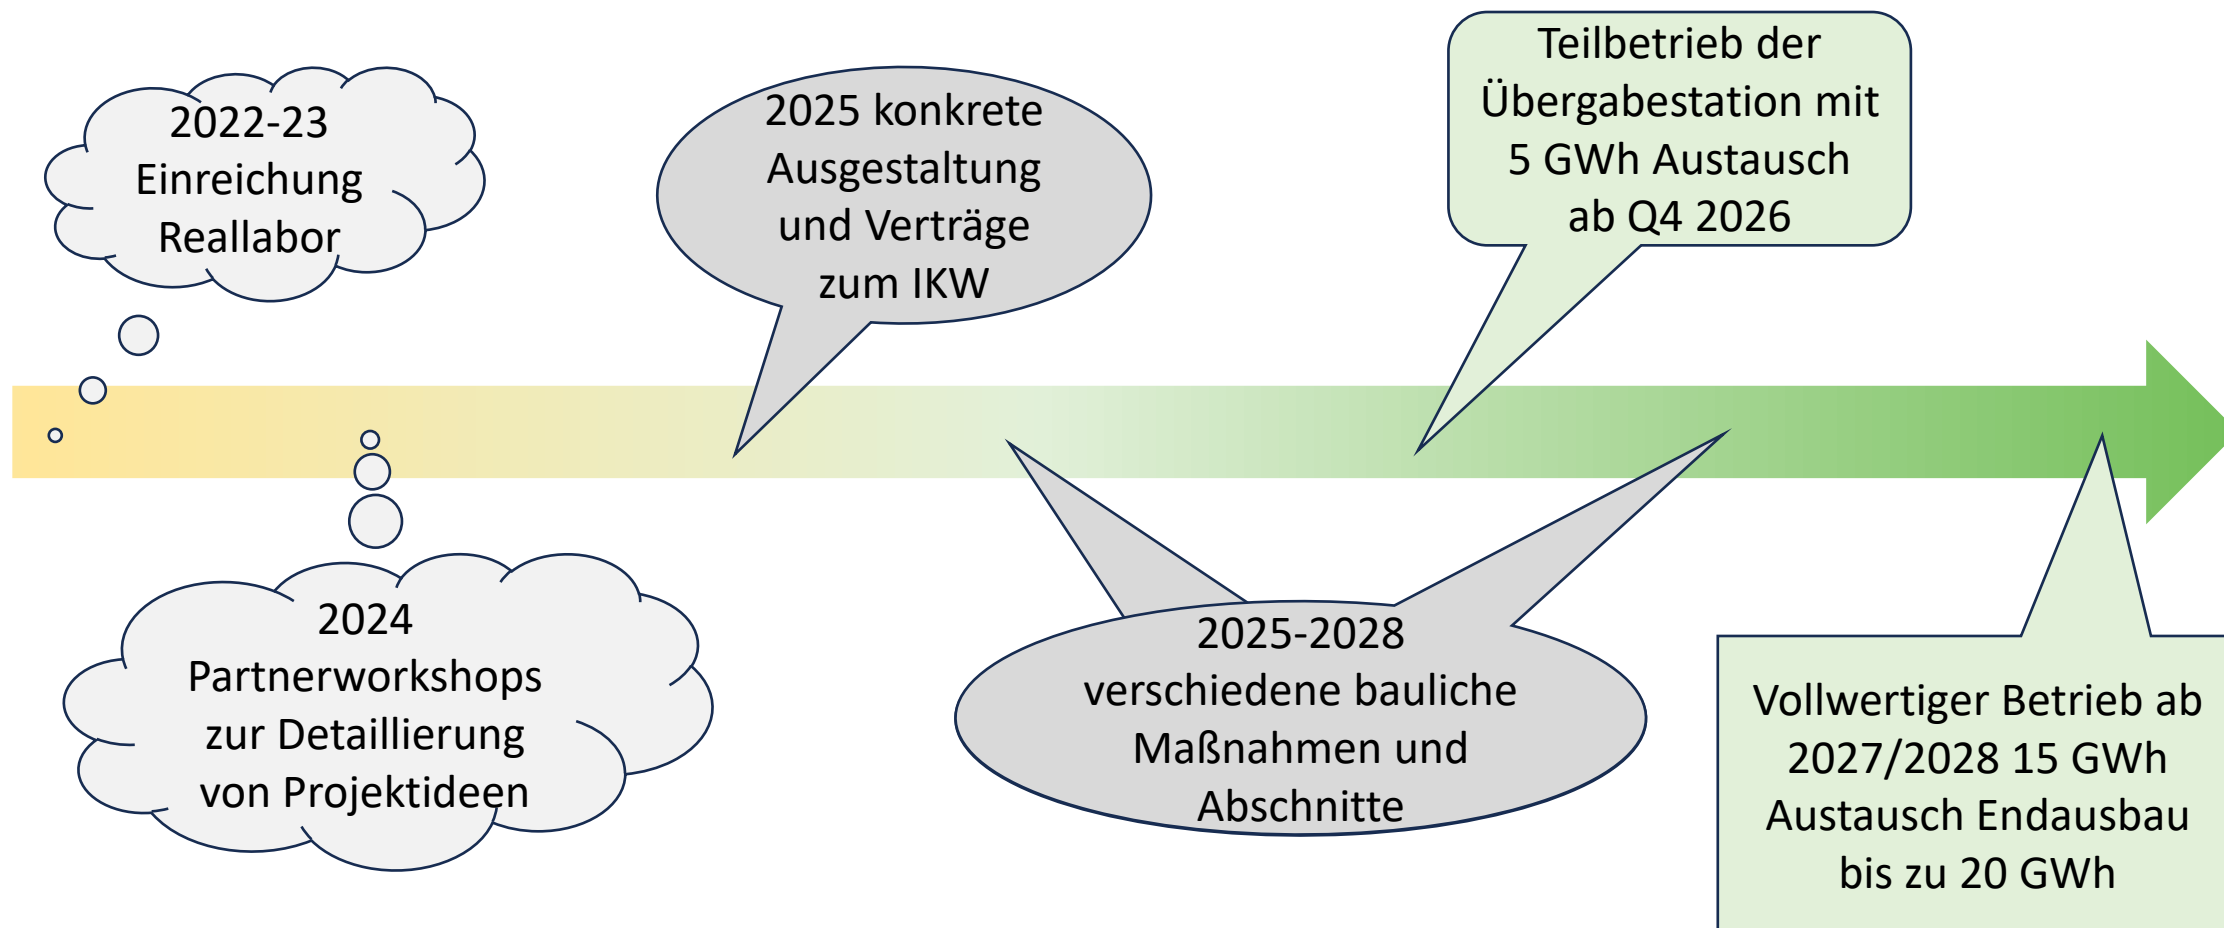 2022-23
Einreichung
Reallabor
2024
Partnerworkshops
zur Detaillierung
von Projektideen
2025 konkrete
Ausgestaltung
und Verträge
zum IKW
2025-2028
verschiedene bauliche
Maßnahmen und
Abschnitte
Teilbetrieb der
Übergabestation mit
5 GWh Austausch
ab Q4 2026
Vollwertiger Betrieb ab
2027/2028 15 GWh
Austausch Endausbau
bis zu 20 GWh